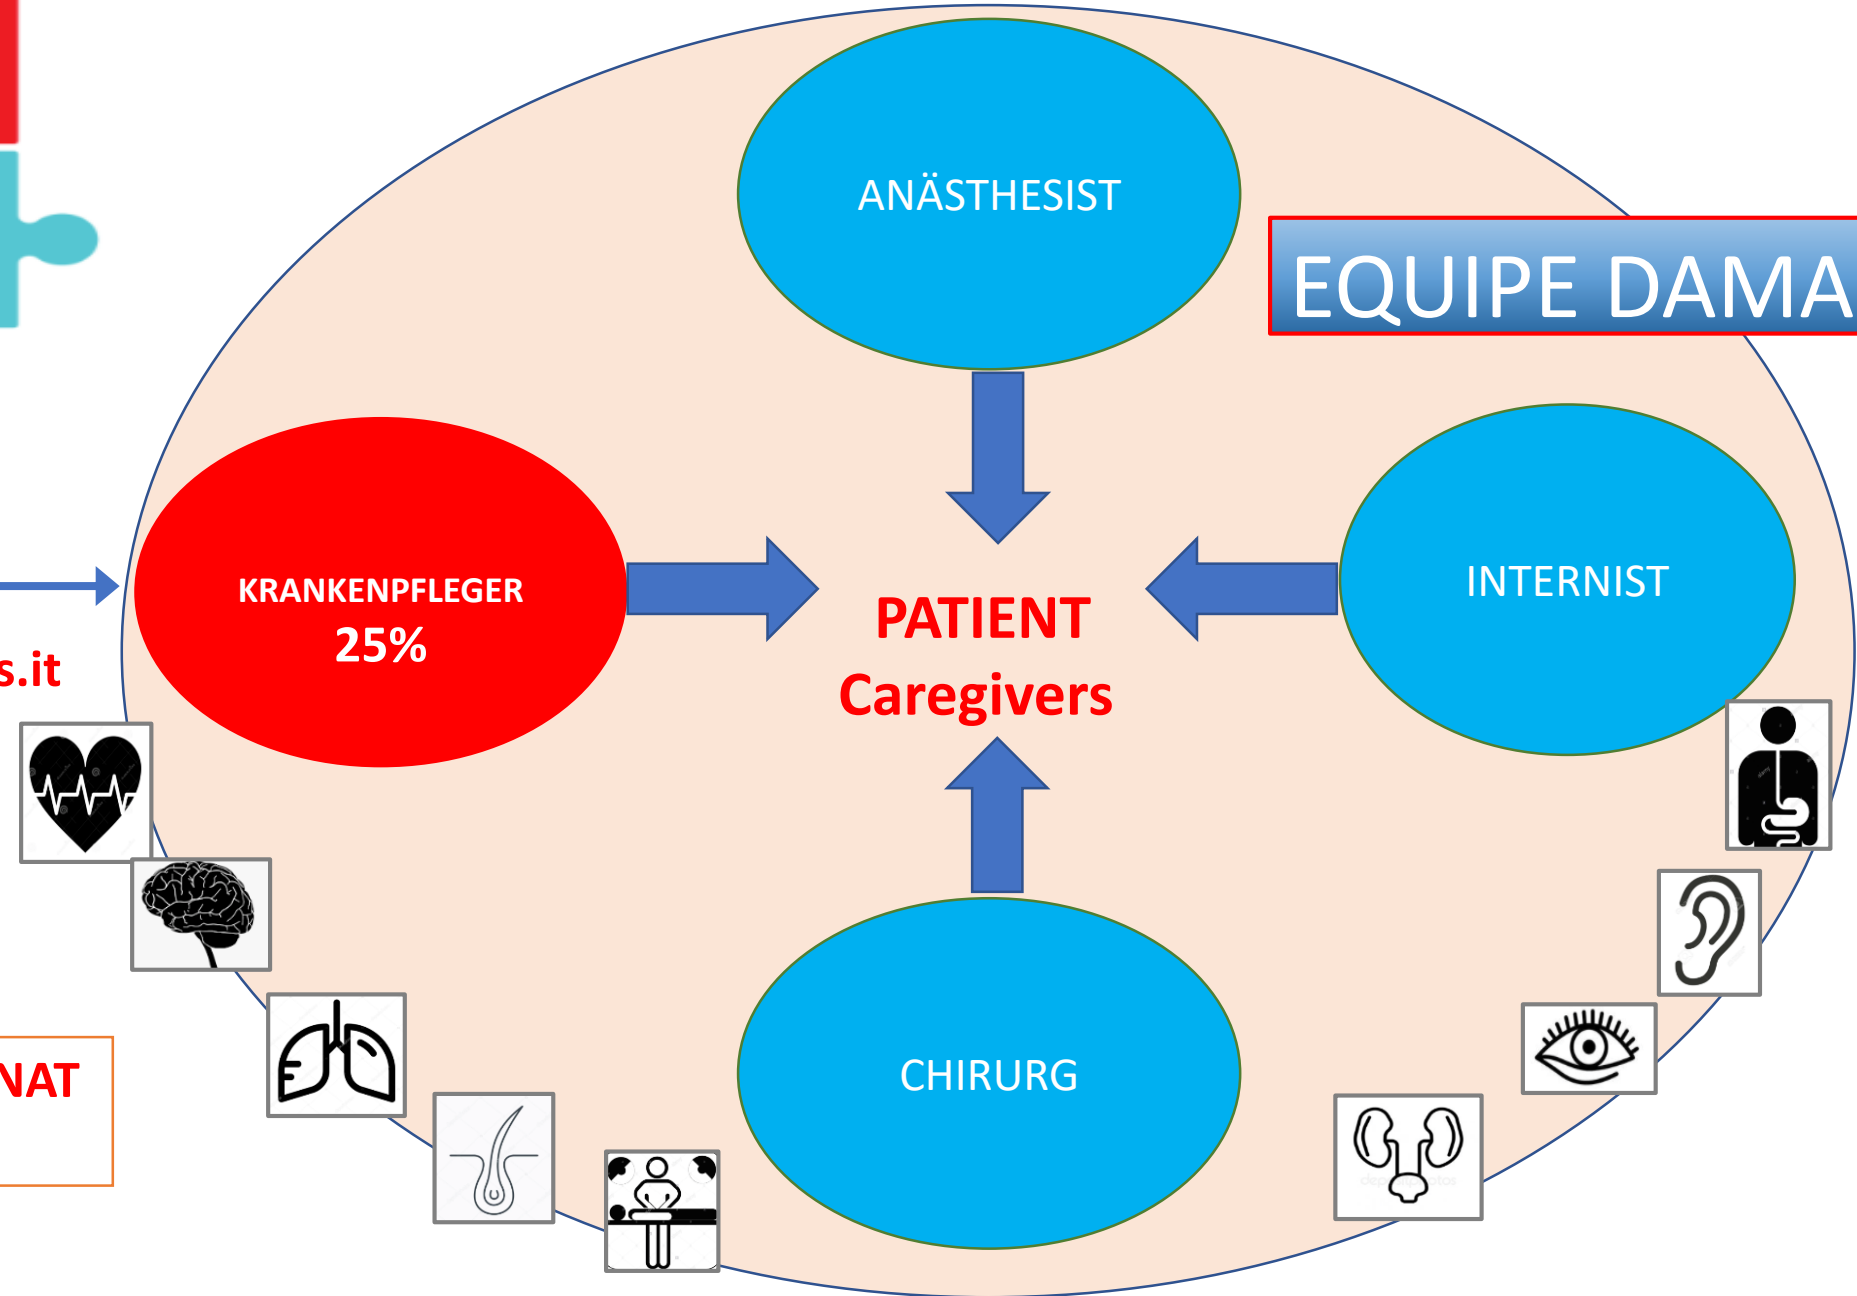 ANÄSTHESIST
EQUIPE DAMA
KRANKENPFLEGER
25%
INTERNIST
PATIENT
Caregivers
s.it
NAT
CHIRURG